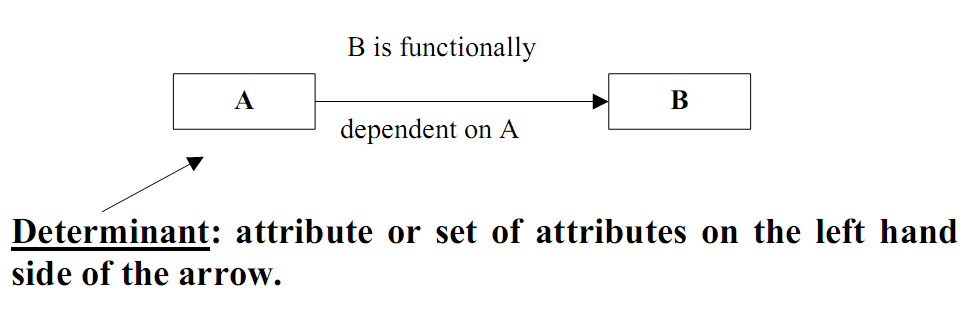 B is functionally
A
B
dependent on A
Determinant: attribute or set of attributes on the left hand
side of the arrow.